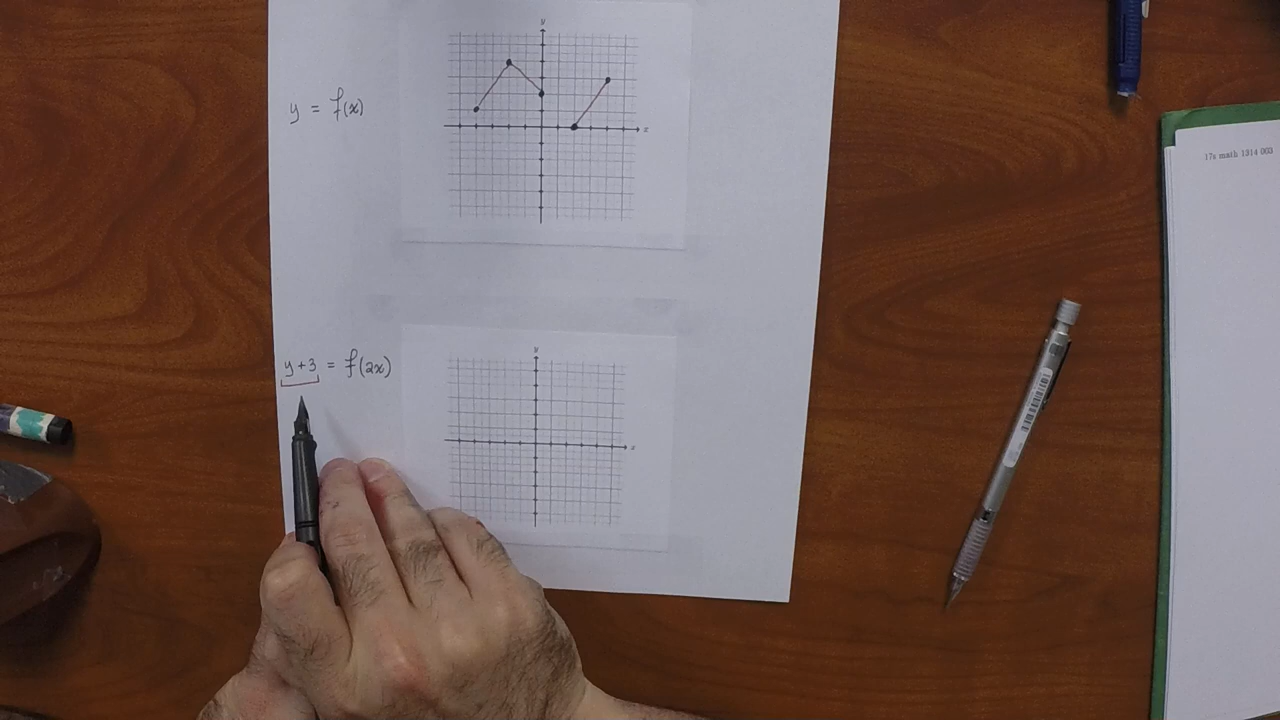 y
x
y = f(x)
17s math 1314 003
y
y+3 = f(2x)
x